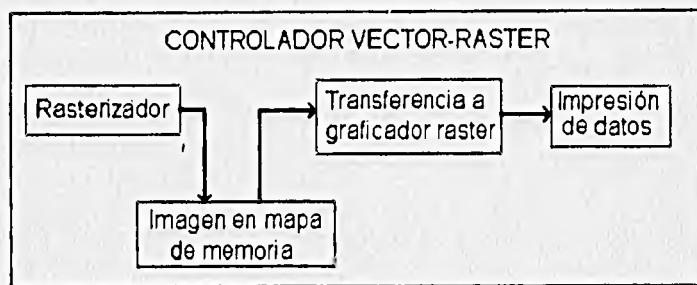 CONTROLADOR VECTOR-RASTER
Rasterizador
Transferencia a
graficador raster
Impresión
de datos
Imagen en mapa
de memoria